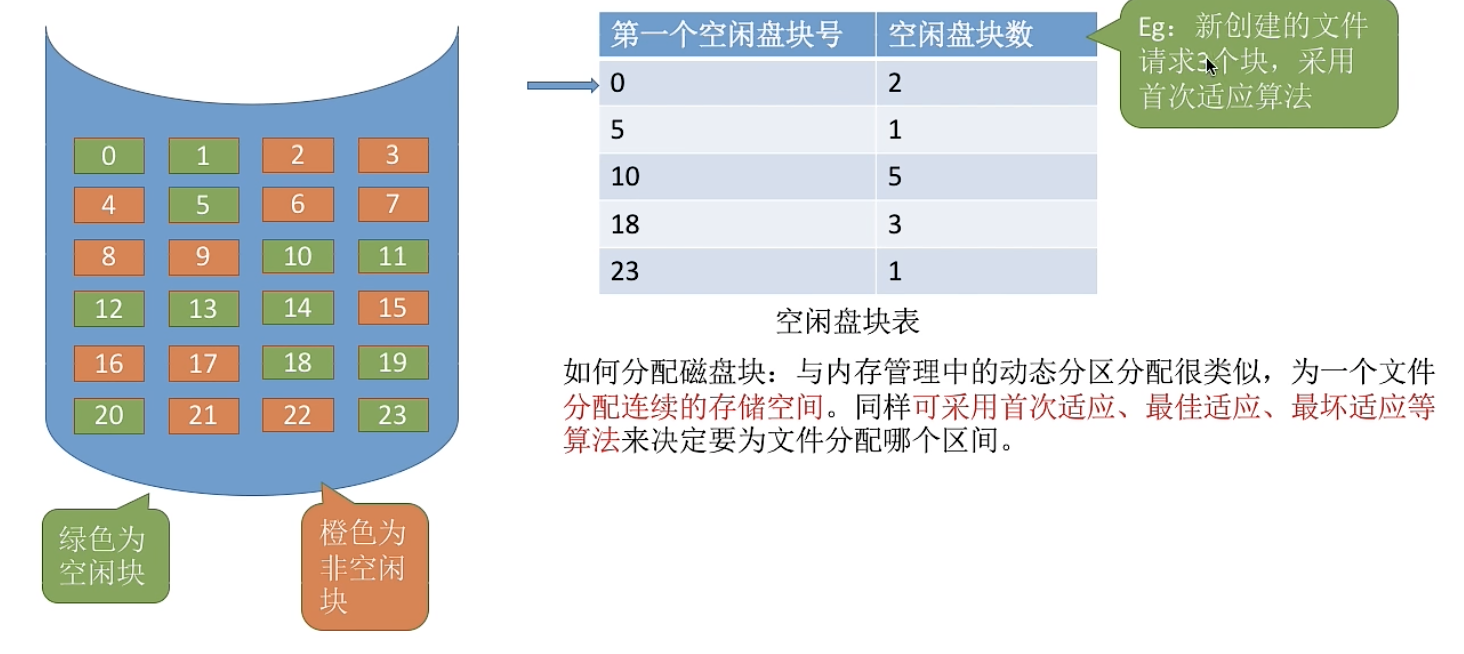 0 1 2 3
4 5 6 7
8 9 10 11
12 13 14 15
16 17 18 19
20 21 22 23
绿色为
空闲块
橙色为
非空闲
块
第一个空闲盘块号 空闲盘块数
0 2
5 1
10 5
18 3
23 1
空闲盘块表
Eg：新创建的文件
请求3个块，采用
首次适应算法
如何分配磁盘块：与内存管理中的动态分区分配很类似，为一个文件
分配连续的存储空间。同样可采用首次适应、最佳适应、最坏适应等
算法来决定要为文件分配哪个区间。